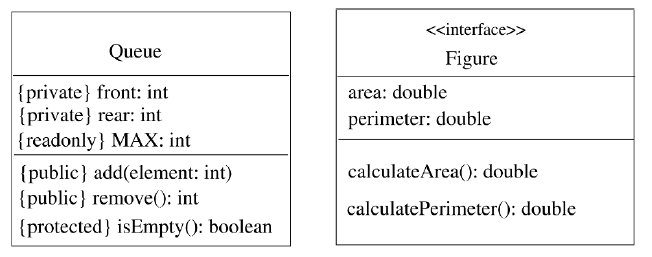 Queue
{private} front: int
{private} rear: int
{readonly} MAX: int
{public} add(element: int)
{public} remove(): int
{protected} isEmpty(): boolean
<<interface>>
Figure
area: double
perimeter: double
calculateArea(): double
calculatePerimeter(): double